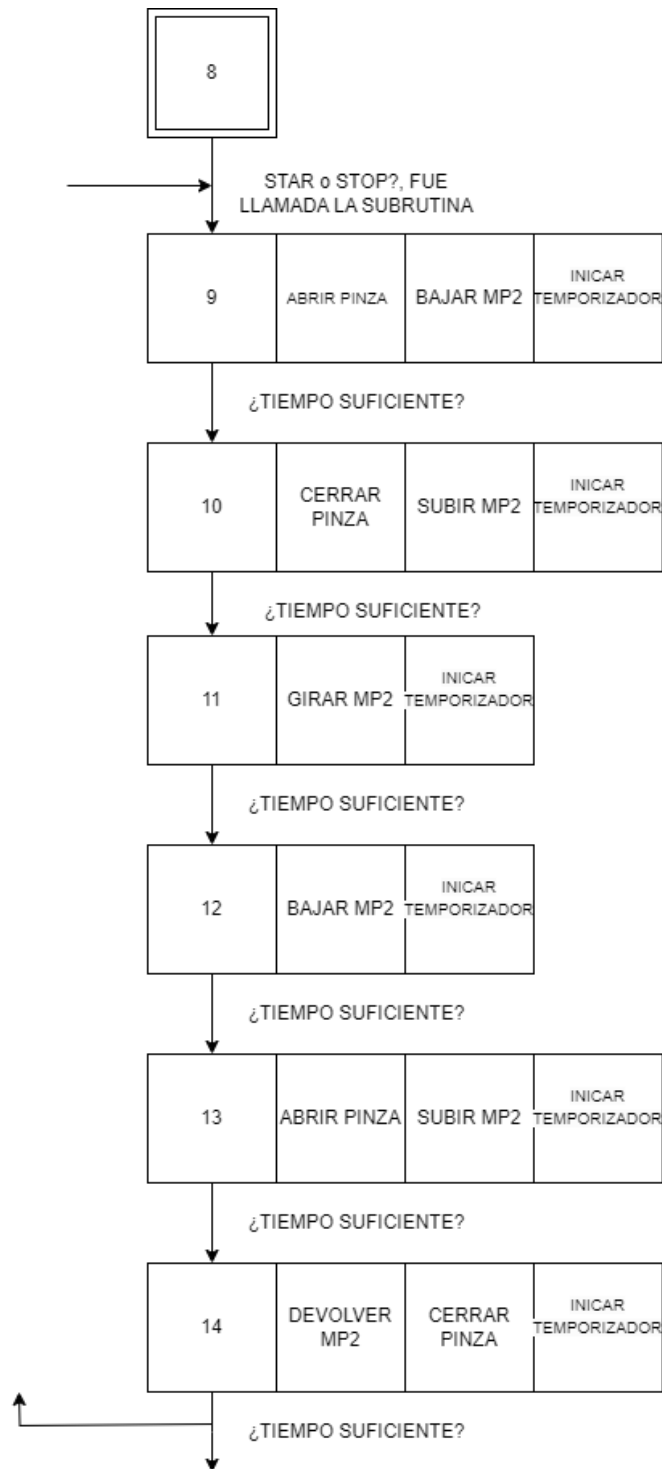 8
STAR o STOP?, FUE
LLAMADA LA SUBRUTINA
9
ABRIR PINZA
BAJAR MP2
INICAR
TEMPORIZADOR
¿TIEMPO SUFICIENTE?
10
CERRAR
PINZA
SUBIR MP2
INICAR
TEMPORIZADOR
¿TIEMPO SUFICIENTE?
11
GIRAR MP2
INICAR
TEMPORIZADOR
¿TIEMPO SUFICIENTE?
12
BAJAR MP2
INICAR
TEMPORIZADOR
¿TIEMPO SUFICIENTE?
13
ABRIR PINZA
SUBIR MP2
INICAR
TEMPORIZADOR
¿TIEMPO SUFICIENTE?
14
DEVOLVER
MP2
CERRAR
PINZA
INICAR
TEMPORIZADOR
¿TIEMPO SUFICIENTE?